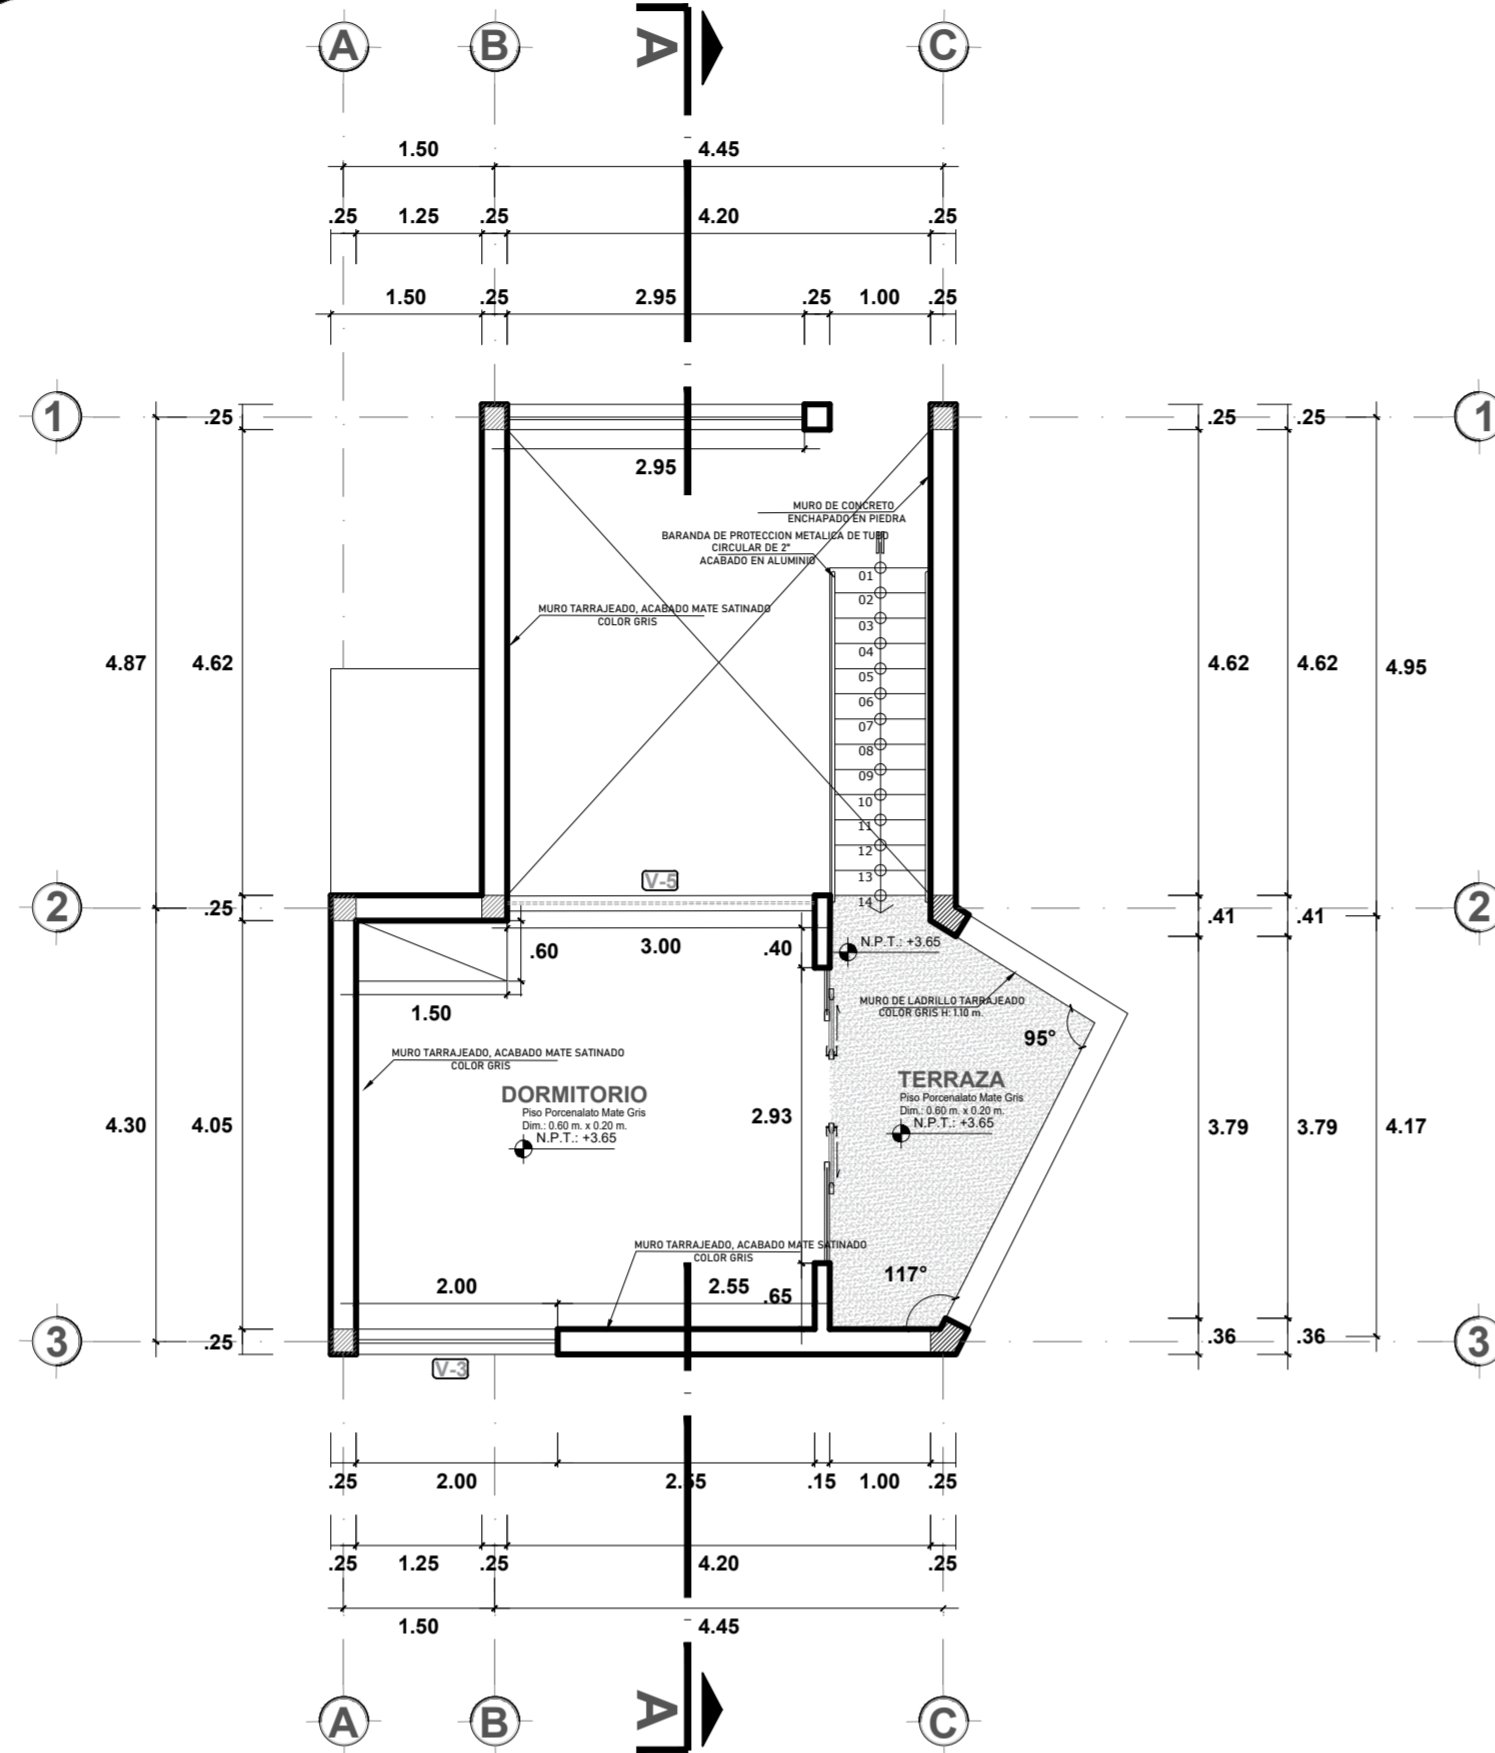 A B A C
1.50 4.45
.25 1.25 .25 4.20 .25
1.50 .25 2.95 .25 1.00 .25
1 .25 .25 .25 1
2.95
MURO DE CONCRETO
ENCHAPADO EN PIEDRA
BARANDA DE PROTECCION METALICA DE TUBO
CIRCULAR DE 2"
ACABADO EN ALUMINIO
01
02
03
04
05
06
07
08
09
10
11
12
13
14
MURO TARRAJEADO, ACABADO MATE SATINADO
COLOR GRIS
4.87 4.62 4.62 4.62 4.95
V-5
2 .25 .41 .41 2
.60 3.00 .40
N.P.T.: +3.65
1.50
MURO DE LADRILLO TARRAJEADO
COLOR GRIS H: 1.10 m.
95°
MURO TARRAJEADO, ACABADO MATE SATINADO
COLOR GRIS
DORMITORIO
Piso Porcenalato Mate Gris
Dim.: 0.60 m. x 0.20 m.
N.P.T.: +3.65
TERRAZA
Piso Porcenalato Mate Gris
Dim.: 0.60 m. x 0.20 m.
N.P.T.: +3.65
4.30 4.05 2.93 3.79 3.79 4.17
MURO TARRAJEADO, ACABADO MATE SATINADO
COLOR GRIS
117°
2.00 2.55 .65
3 .25 .36 .36 3
V-3
.25 2.00 2.55 .15 1.00 .25
.25 1.25 .25 4.20 .25
1.50 4.45
A B A C